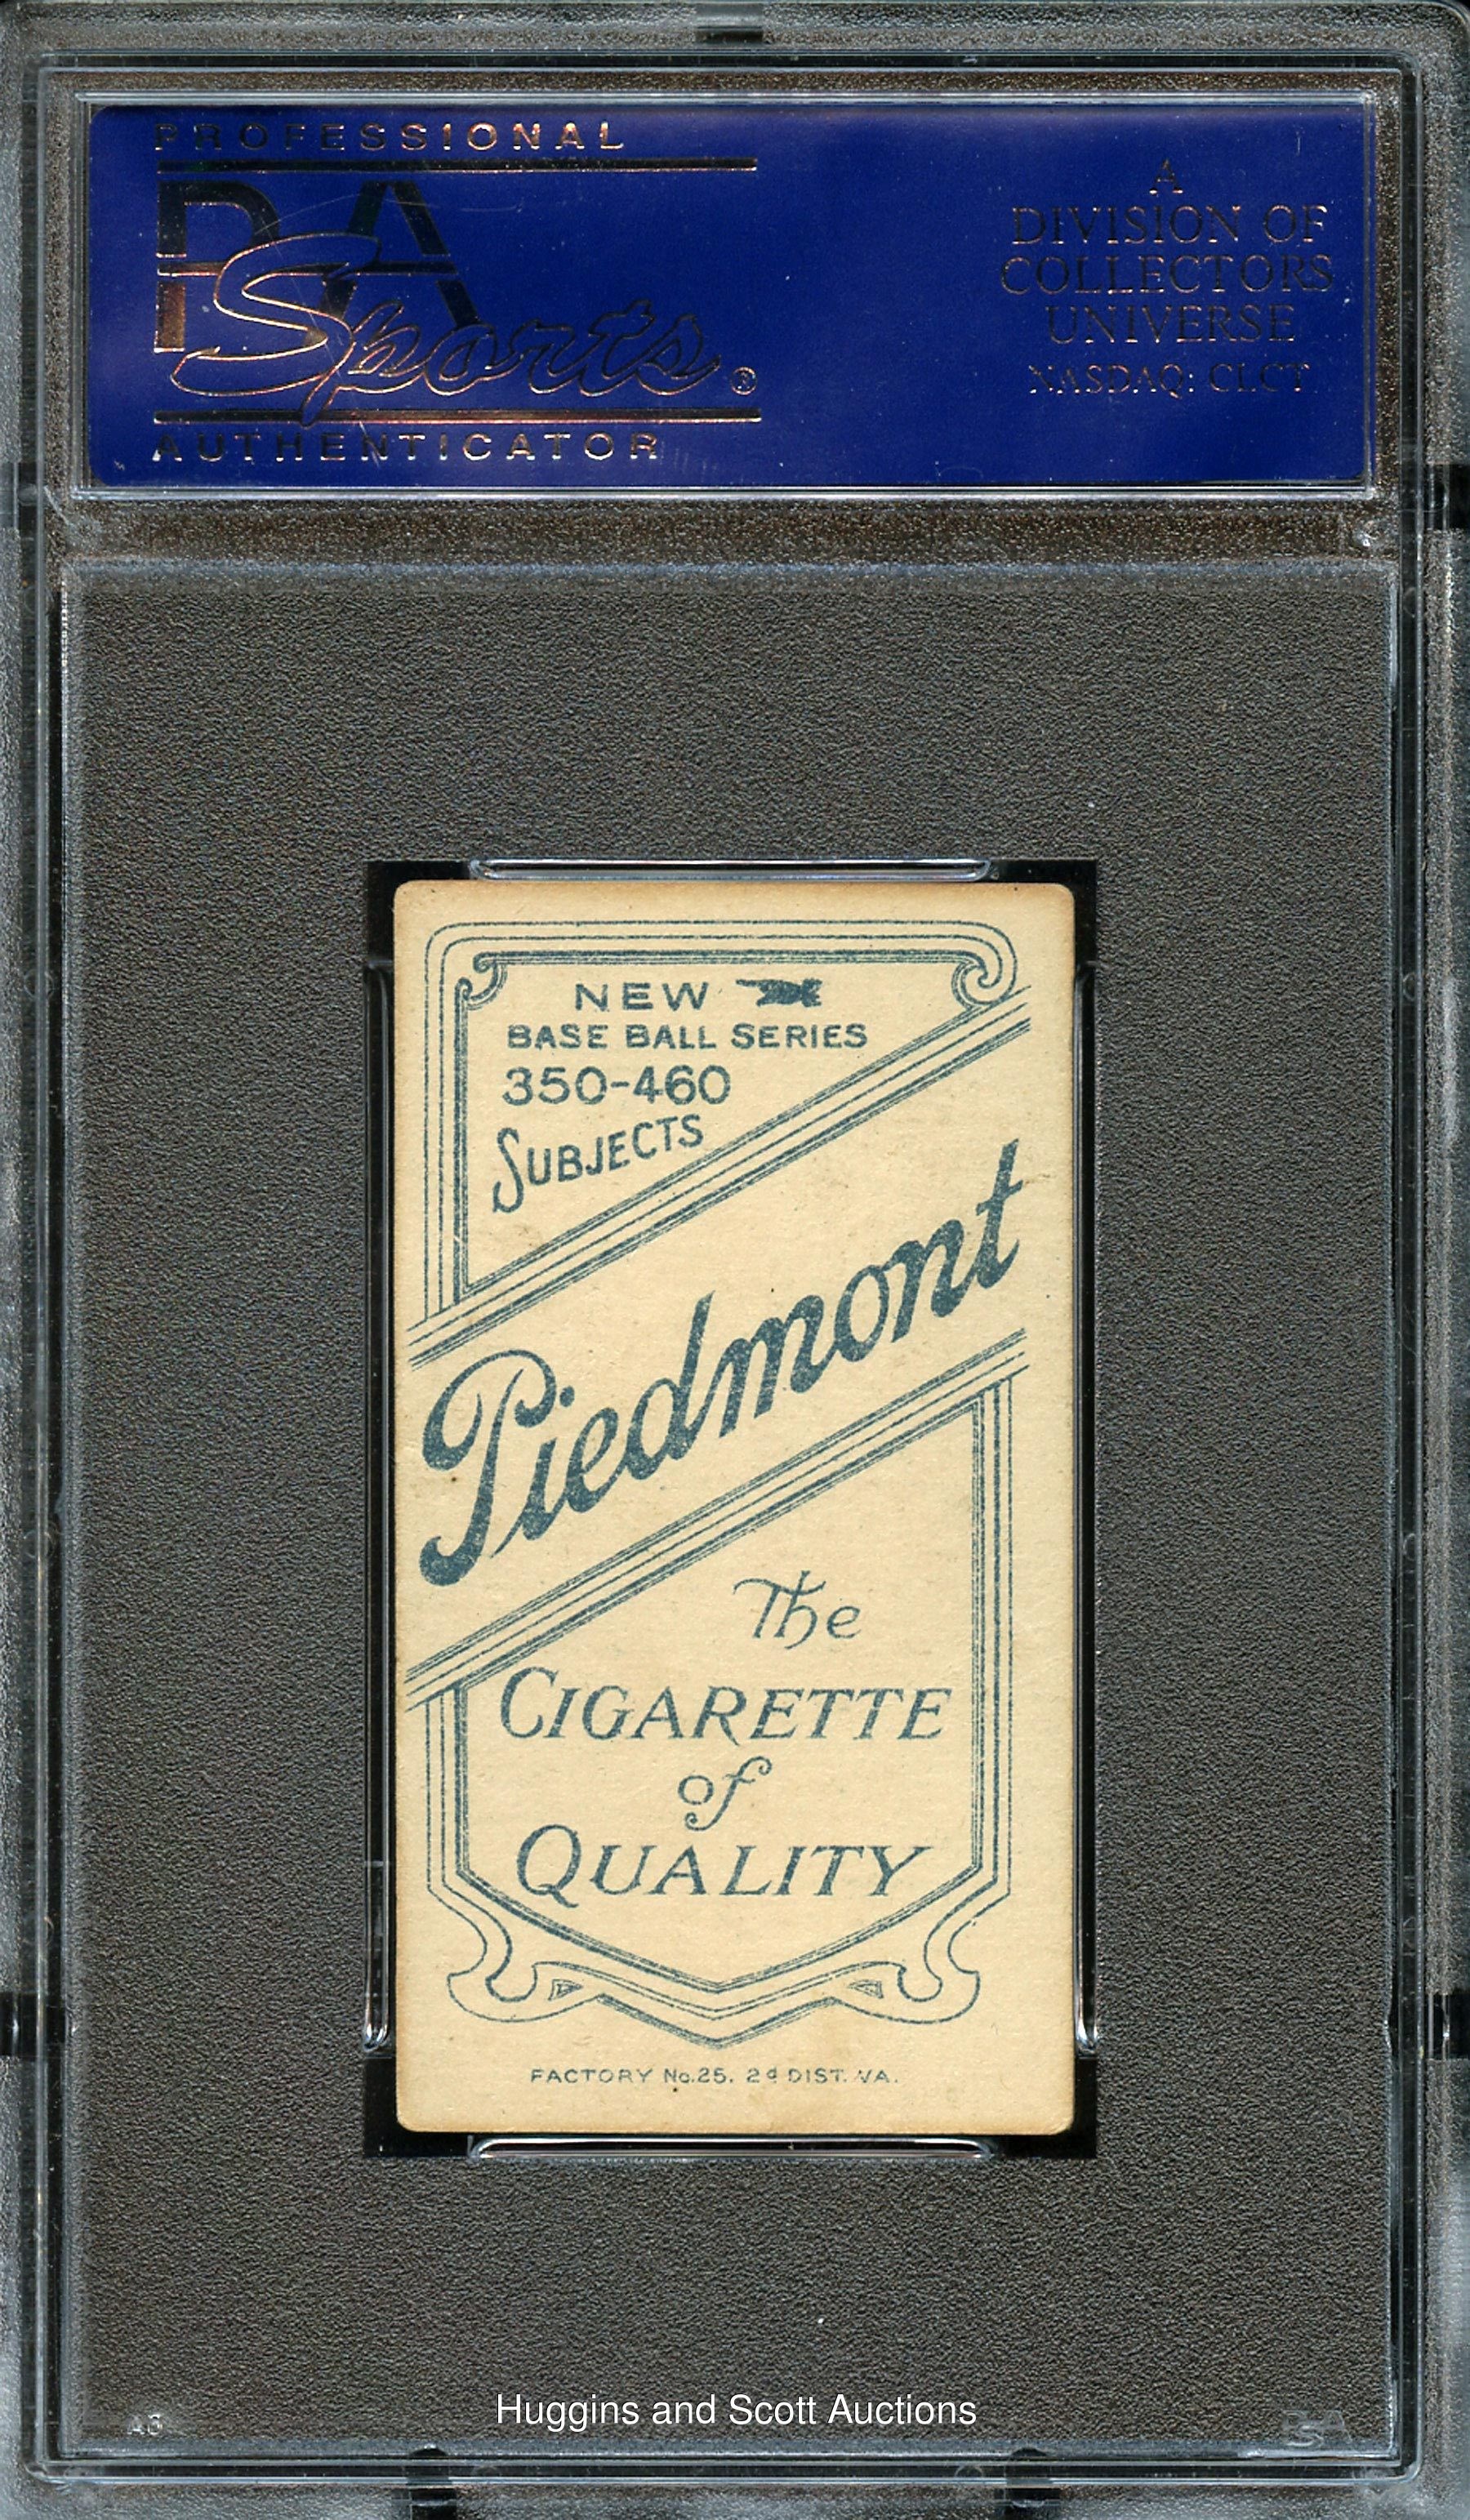 PROFESSIONAL
PSA
Sports®
AUTHENTICATOR
A
DIVISION OF
COLLECTORS
UNIVERSE
NASDAQ: CLCT
NEW
BASE BALL SERIES
350-460
SUBJECTS
Piedmont
The
CIGARETTE
of
QUALITY
FACTORY No.25. 2d DIST. VA.
Huggins and Scott Auctions